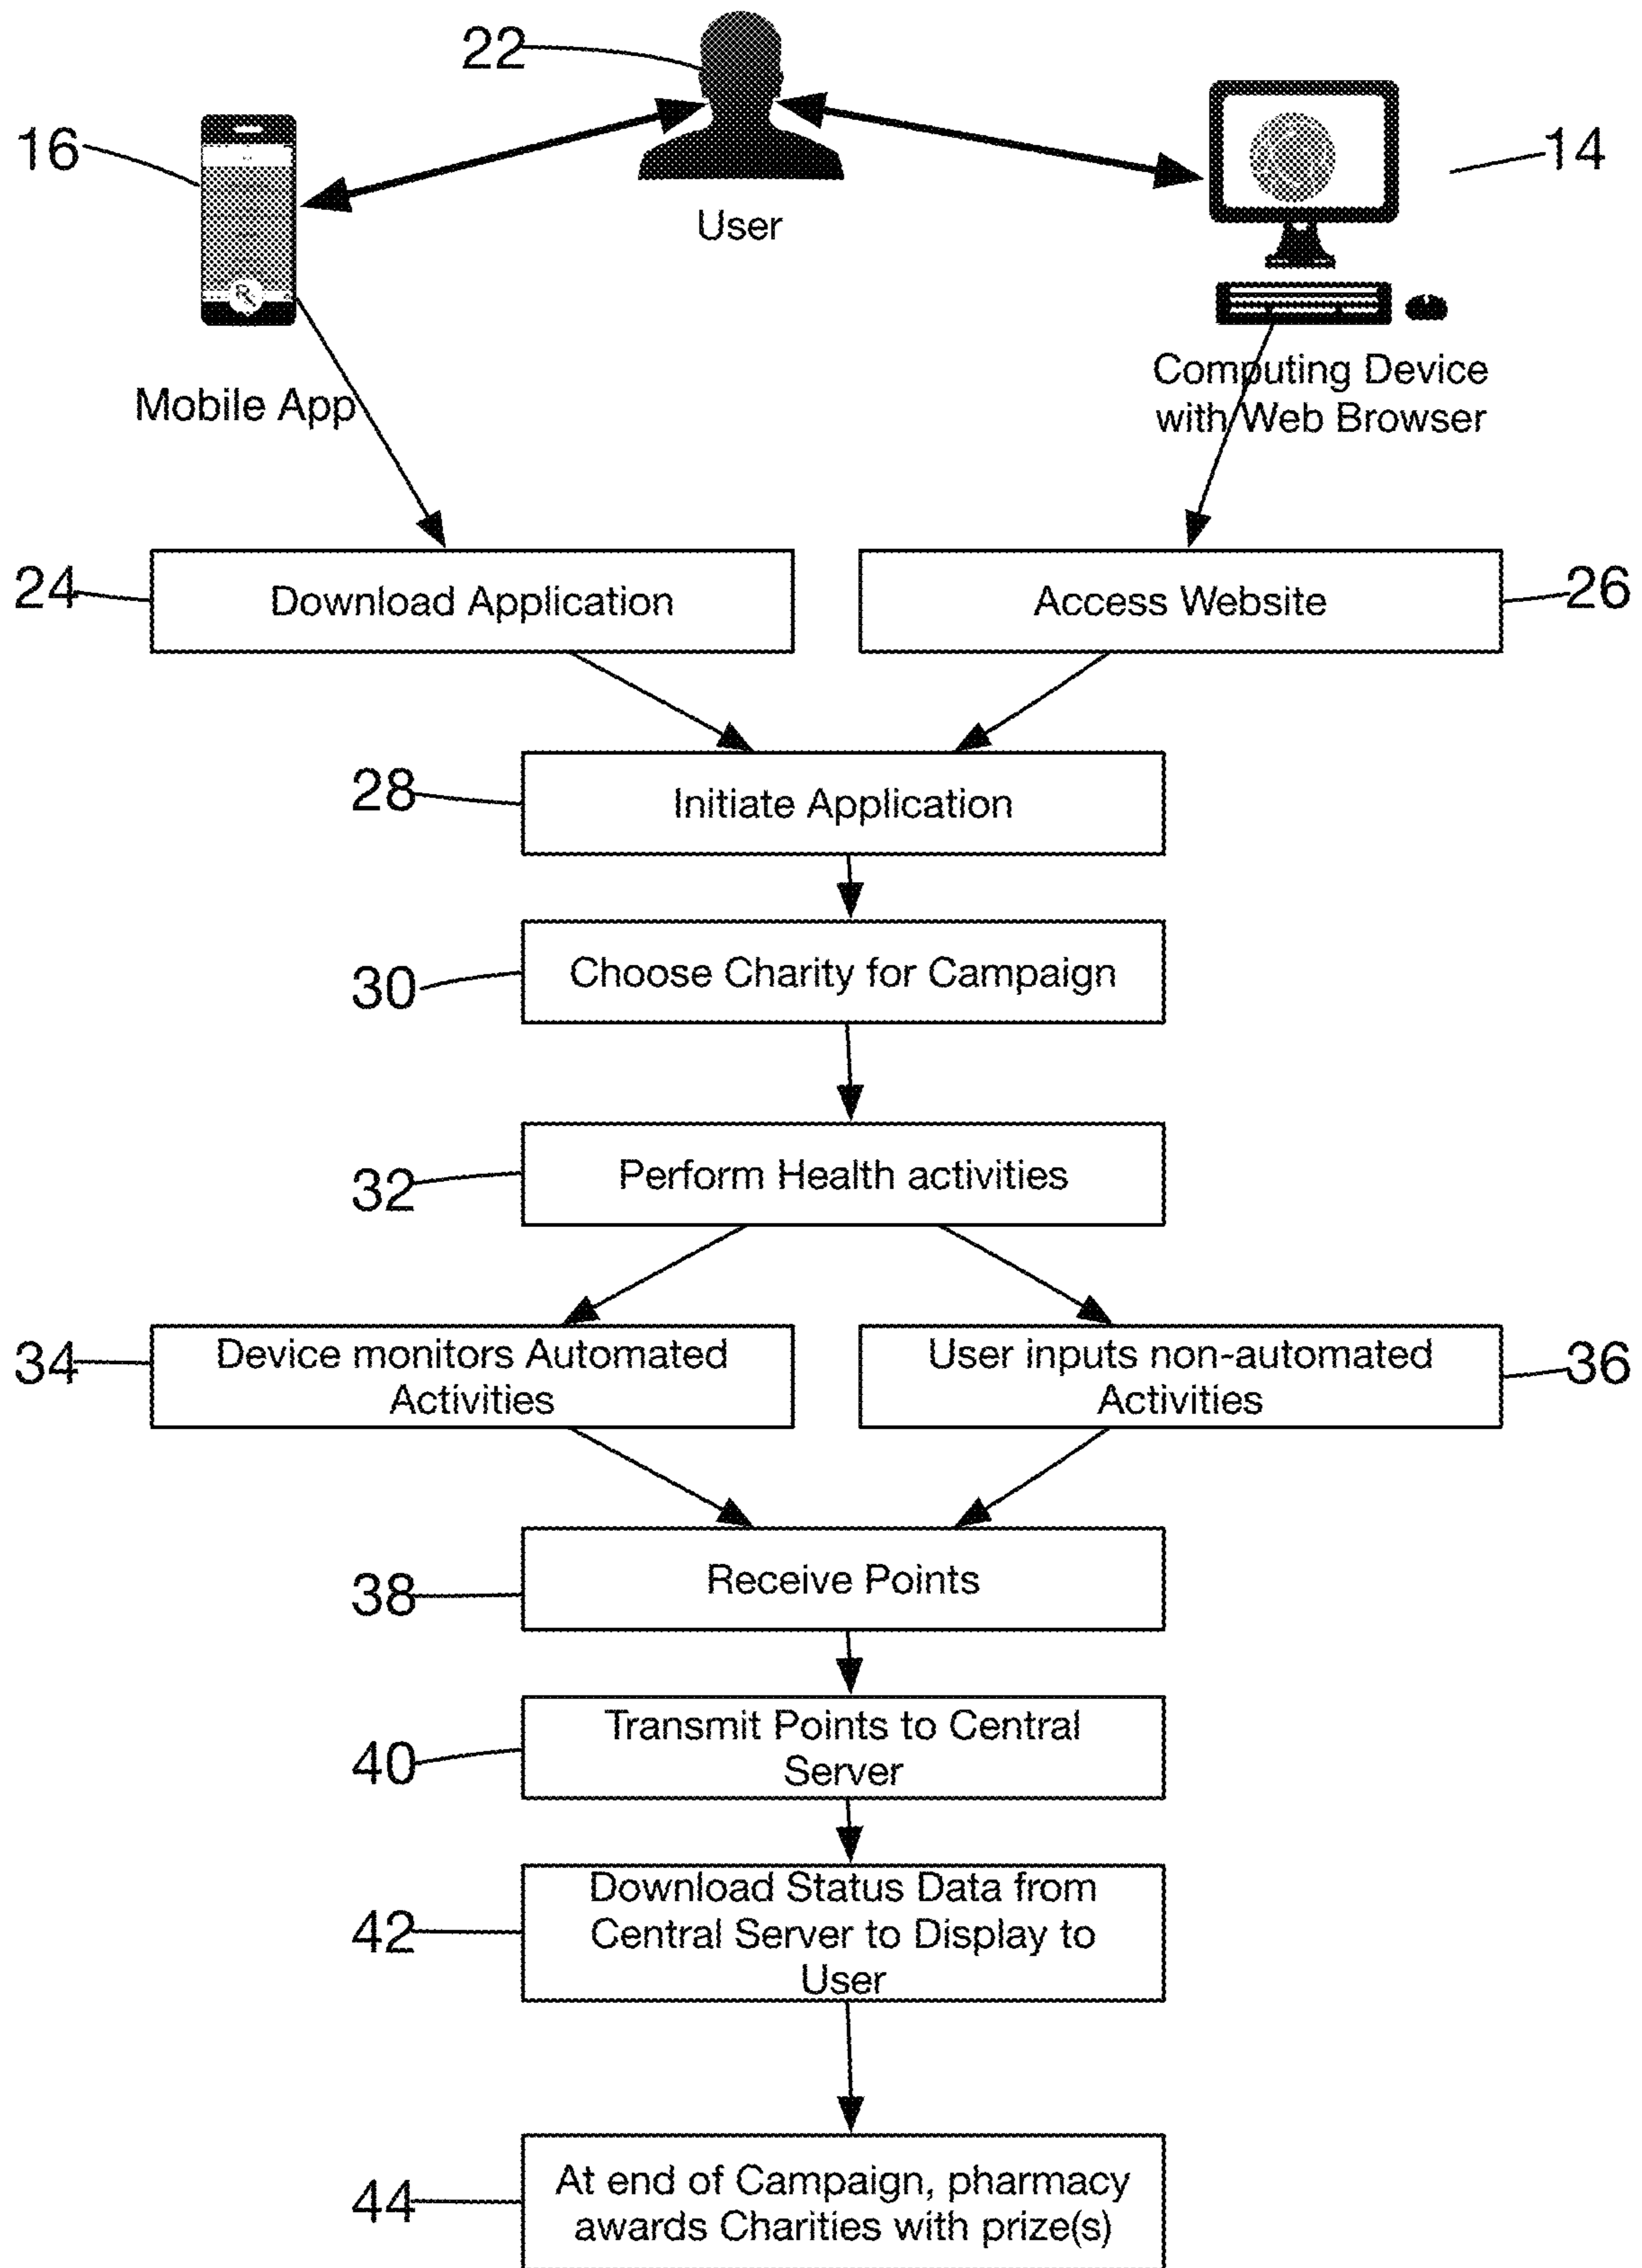 22
16
14
User
Mobile App
Computing Device
with Web Browser
24
Download Application
Access Website
26
28
Initiate Application
30
Choose Charity for Campaign
32
Perform Health activities
34
Device monitors Automated
Activities
User inputs non-automated
Activities
36
38
Receive Points
40
Transmit Points to Central
Server
42
Download Status Data from
Central Server to Display to
User
44
At end of Campaign, pharmacy
awards Charities with prize(s)